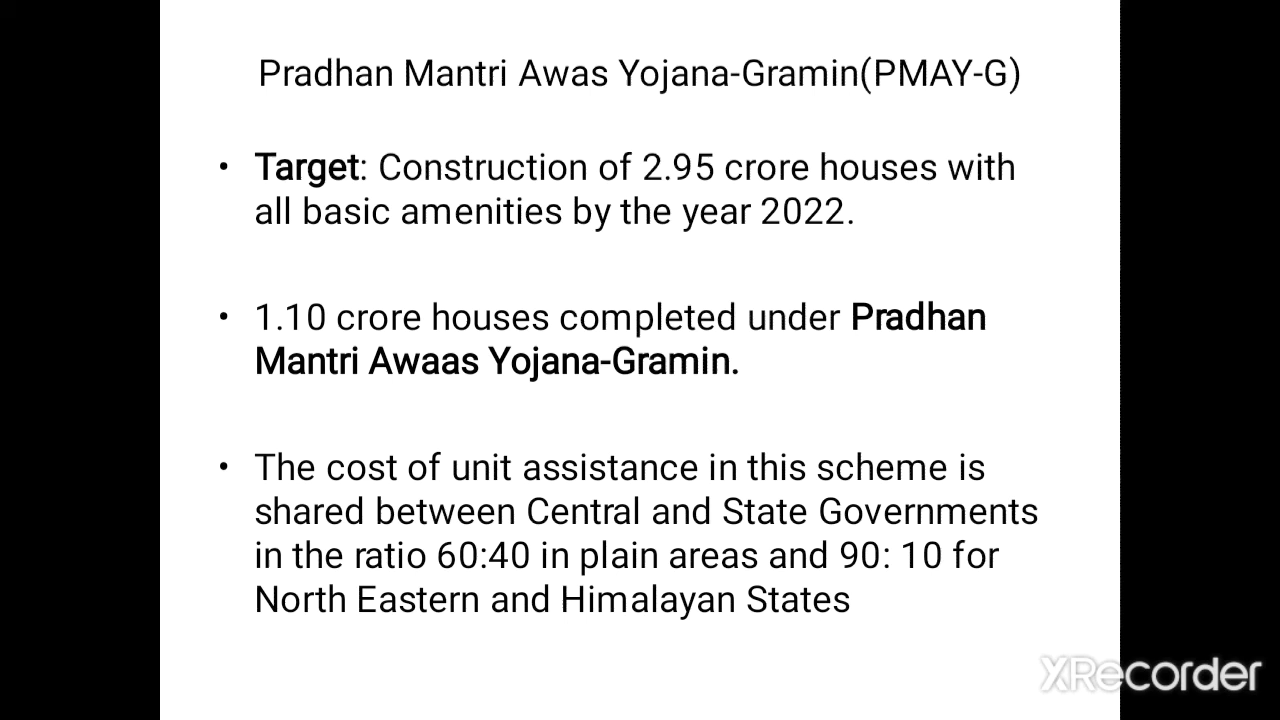 Pradhan Mantri Awas Yojana-Gramin(PMAY-G)
• Target: Construction of 2.95 crore houses with
all basic amenities by the year 2022.
• 1.10 crore houses completed under Pradhan
Mantri Awaas Yojana-Gramin.
• The cost of unit assistance in this scheme is
shared between Central and State Governments
in the ratio 60:40 in plain areas and 90: 10 for
North Eastern and Himalayan States
XRecorder